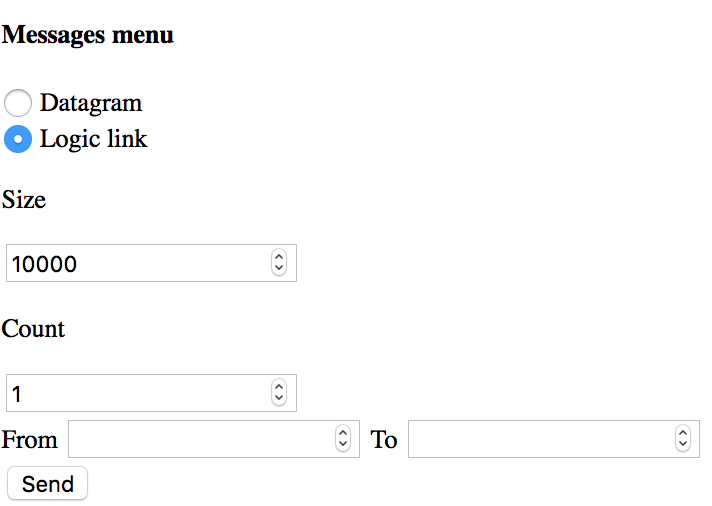 Messages menu
Datagram
Logic link
Size
10000
Count
1
From To
Send